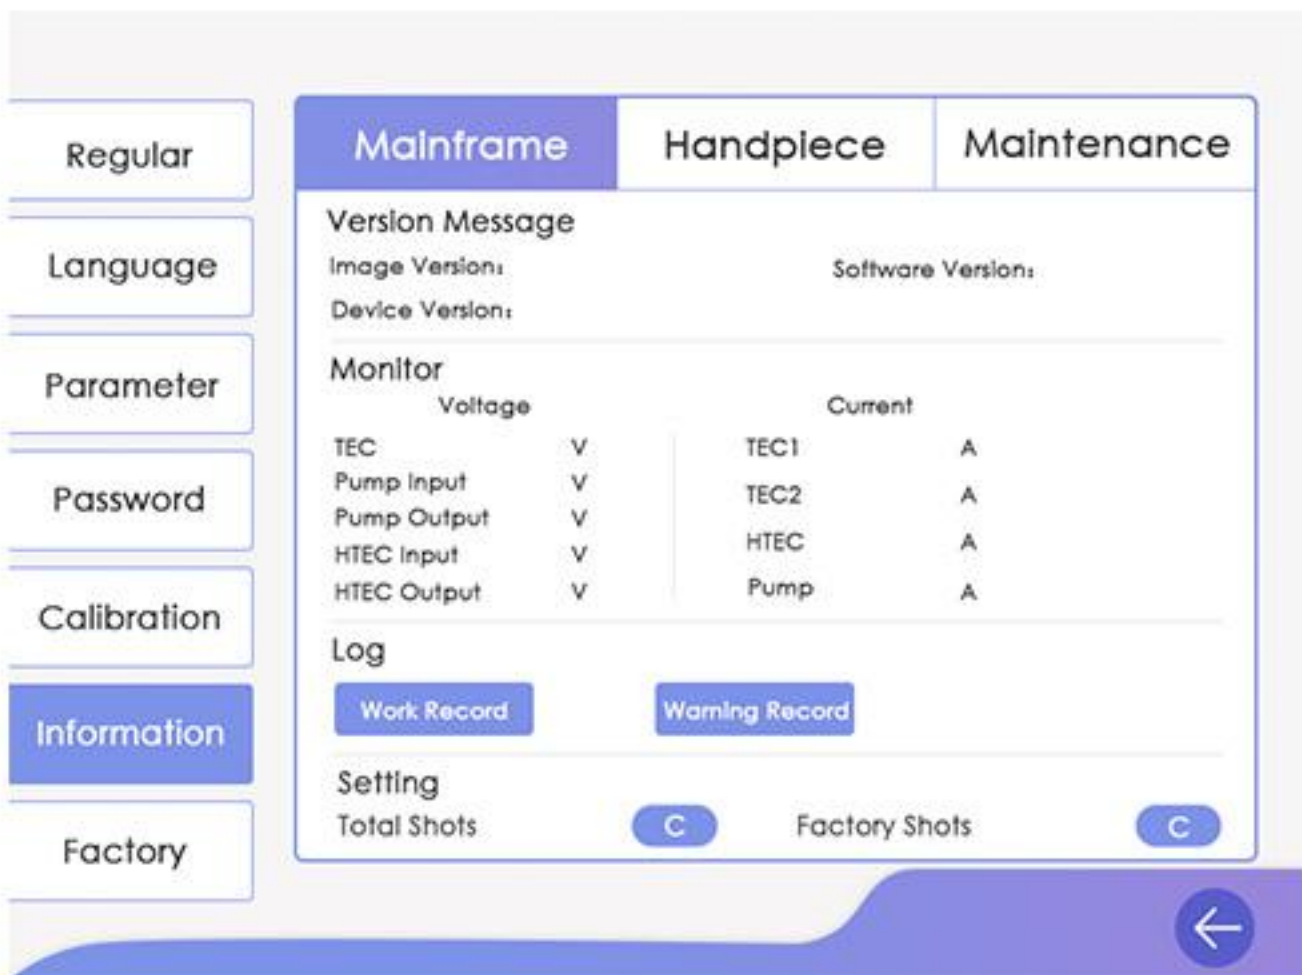 Regular
Language
Parameter
Password
Calibration
Information
Factory
Mainframe Handpiece Maintenance
Version Message
Image Version: Software Version:
Device Version:
Monitor
Voltage Current
TEC V TEC1 A
Pump Input V
TEC2 A
Pump Output V
HTEC Input V
HTEC A
HTEC Output V
Pump A
Log
Work Record Warning Record
Setting
Total Shots C Factory Shots C